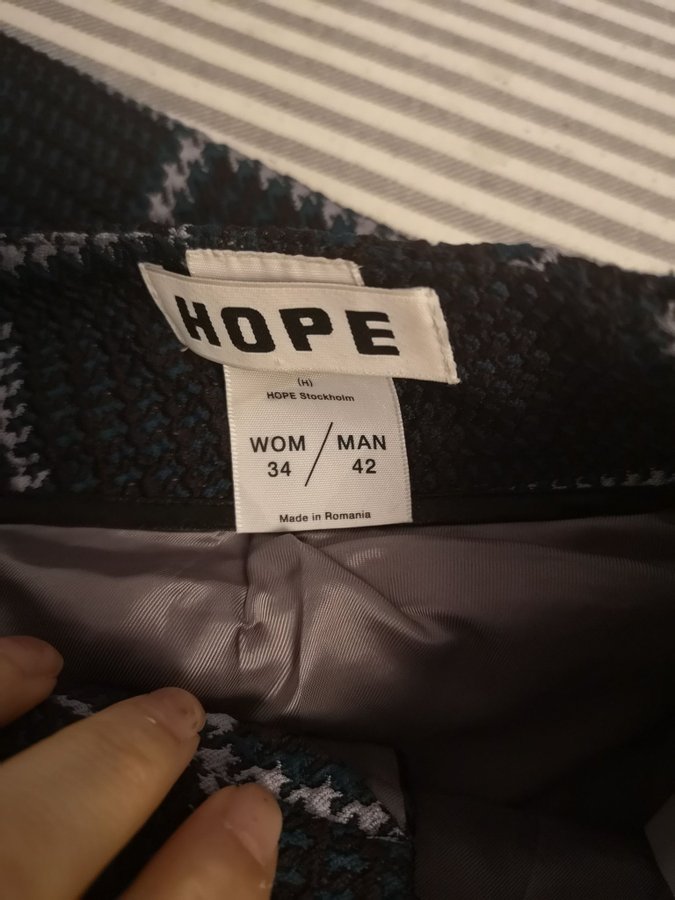 HOPE
(H)
HOPE Stockholm
WOM / MAN
34 42
Made in Romania